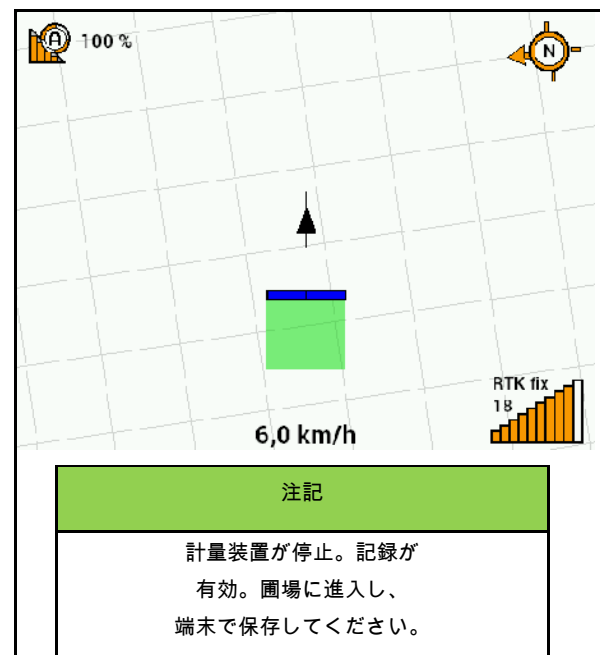 A 100 %
N
RTK fix
18
6,0 km/h
注記
計量装置が停止。記録が
有効。圃場に進入し、
端末で保存してください。